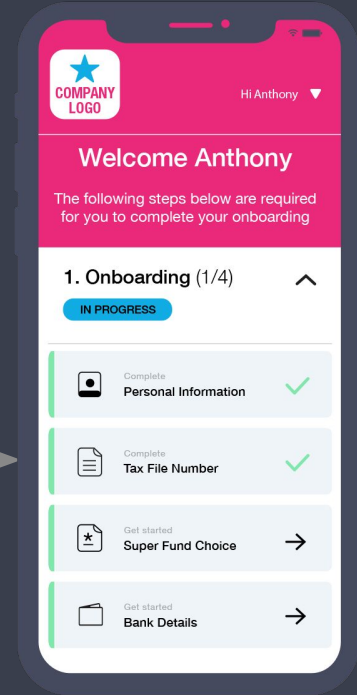 COMPANY
LOGO
Hi Anthony
Welcome Anthony
The following steps below are required
for you to complete your onboarding
1. Onboarding (1/4)
IN PROGRESS
Complete
Personal Information
Complete
Tax File Number
Get started
Super Fund Choice
Get started
Bank Details